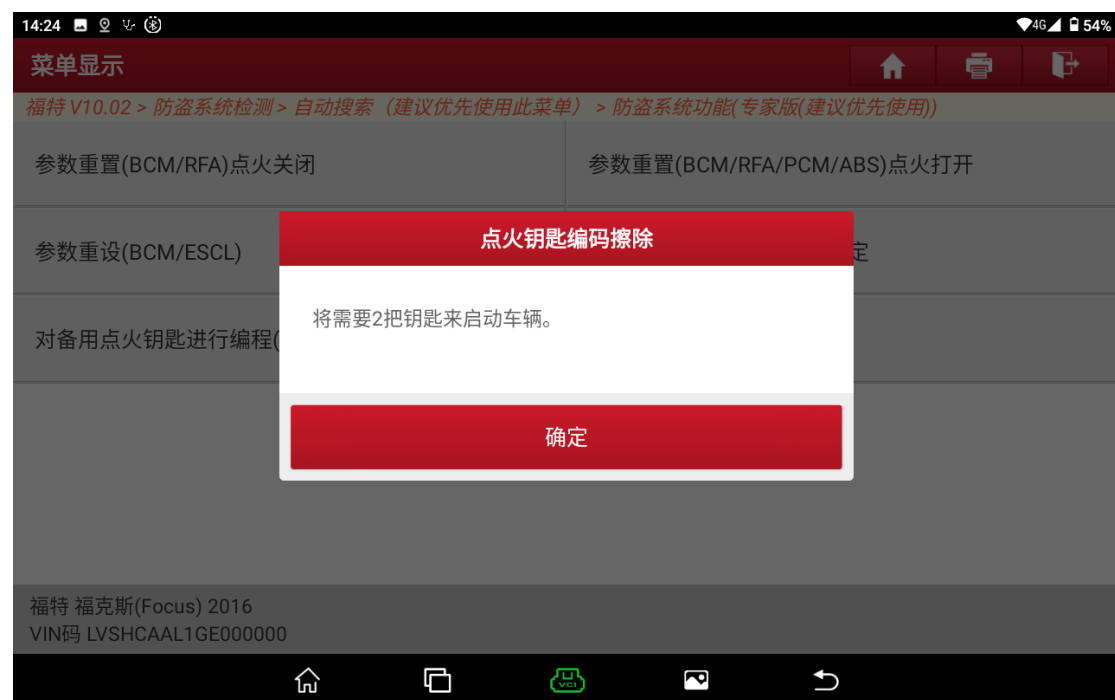 14:24 4G 54%
菜单显示
福特 V10.02 > 防盗系统检测 > 自动搜索（建议优先使用此菜单） > 防盗系统功能(专家版(建议优先使用))
参数重置(BCM/RFA)点火关闭
参数重置(BCM/RFA/PCM/ABS)点火打开
点火钥匙编码擦除
参数重设(BCM/ESCL)
定
将需要2把钥匙来启动车辆。
对备用点火钥匙进行编程(
确定
福特 福克斯(Focus) 2016
VIN码 LVSHCAAL1GE000000
VCI